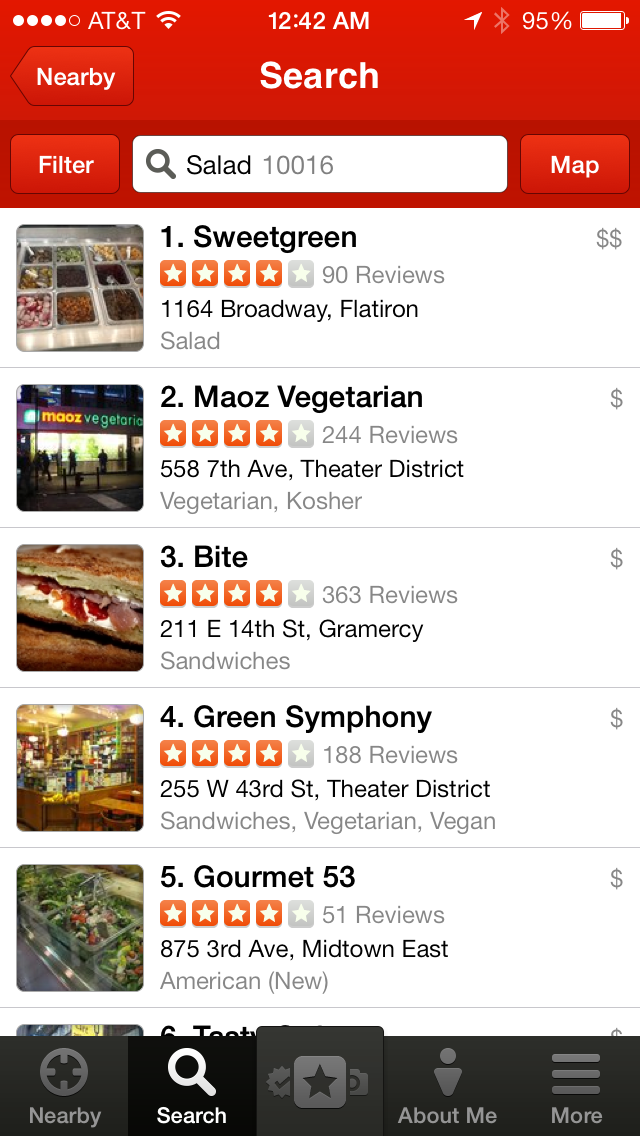 AT&T 12:42 AM 95%
Nearby Search
Filter Salad 10016 Map
1. Sweetgreen $$
90 Reviews
1164 Broadway, Flatiron
Salad
maoz vegetaria
2. Maoz Vegetarian $
244 Reviews
558 7th Ave, Theater District
Vegetarian, Kosher
3. Bite $
363 Reviews
211 E 14th St, Gramercy
Sandwiches
4. Green Symphony $
188 Reviews
255 W 43rd St, Theater District
Sandwiches, Vegetarian, Vegan
5. Gourmet 53 $
51 Reviews
875 3rd Ave, Midtown East
American (New)
6. Tasty
Nearby Search About Me More